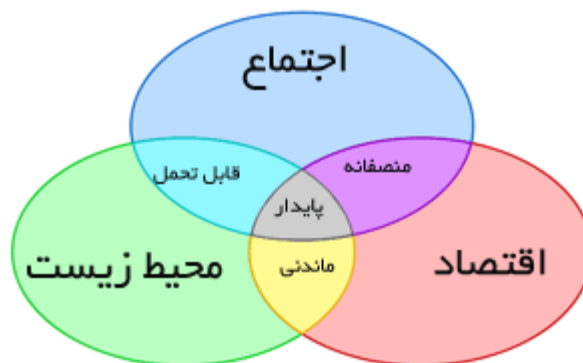 اجتماع
منصفانه
قابل تحمل
پایدار
اقتصاد
ماندنی
محیط زیست